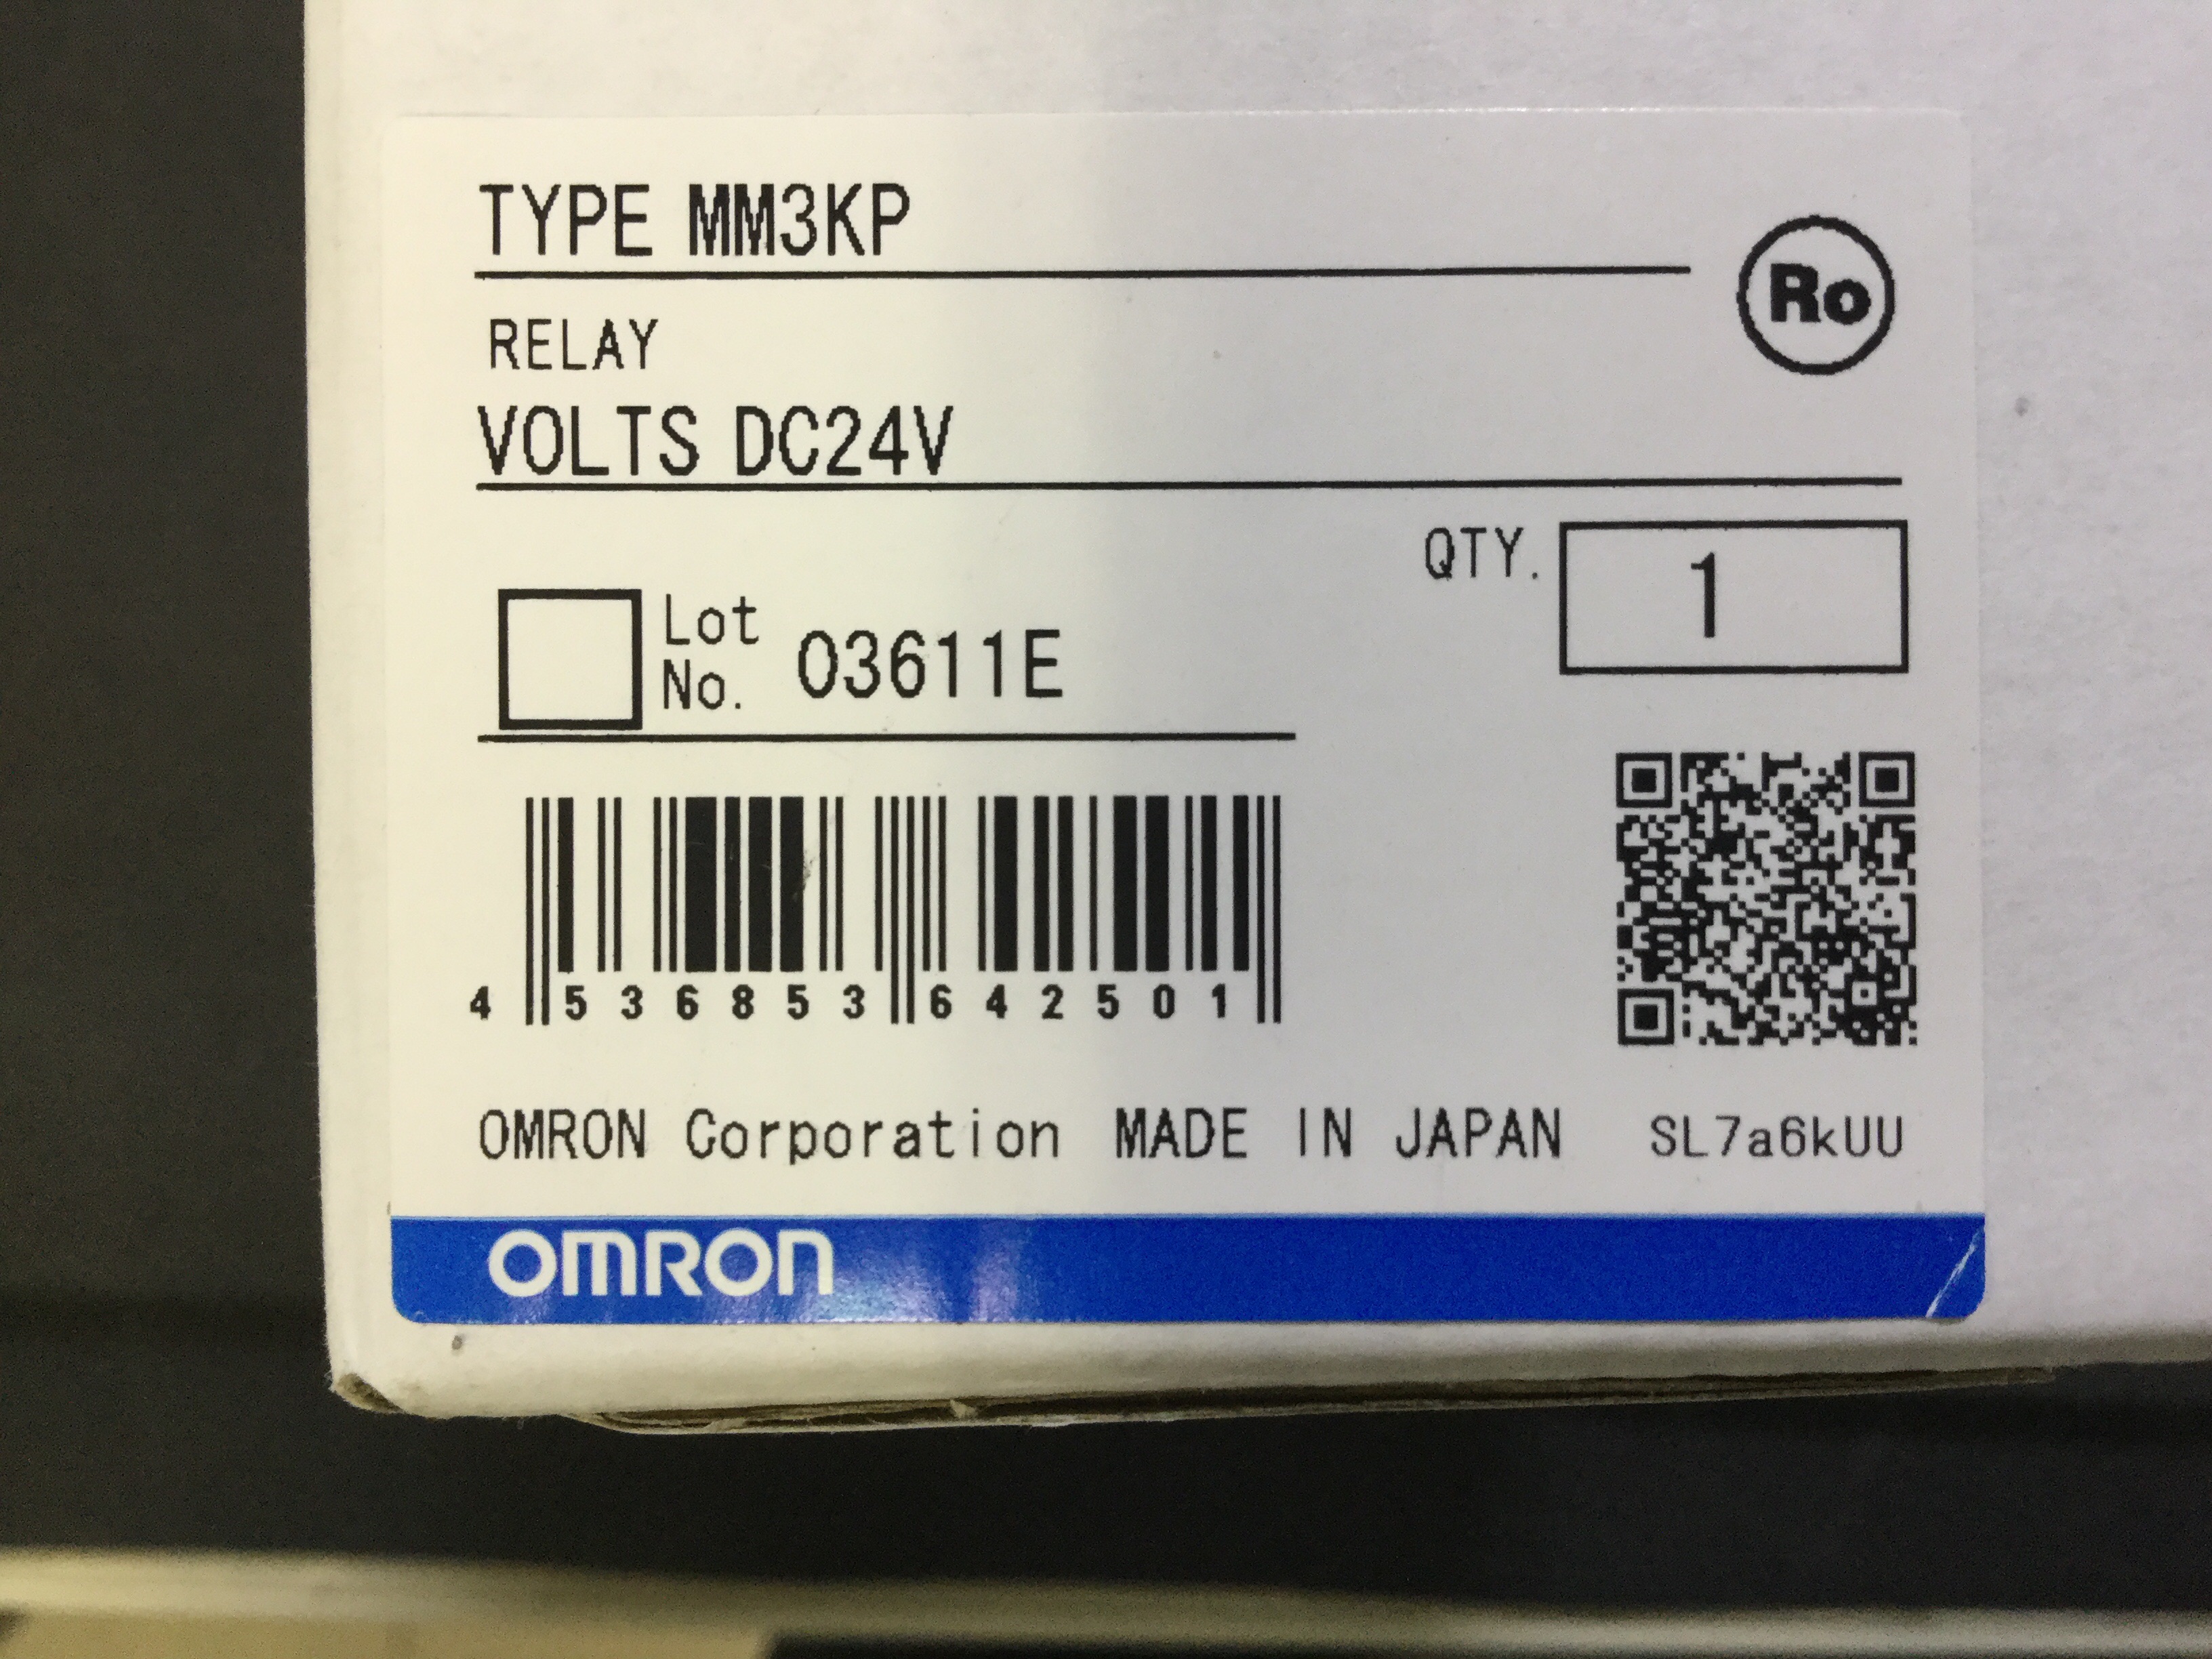 TYPE MM3KP
Ro
RELAY
VOLTS DC24V
QTY. 1
Lot No. 03611E
4 536853 642501
OMRON Corporation MADE IN JAPAN SL7a6kUU
OMRON